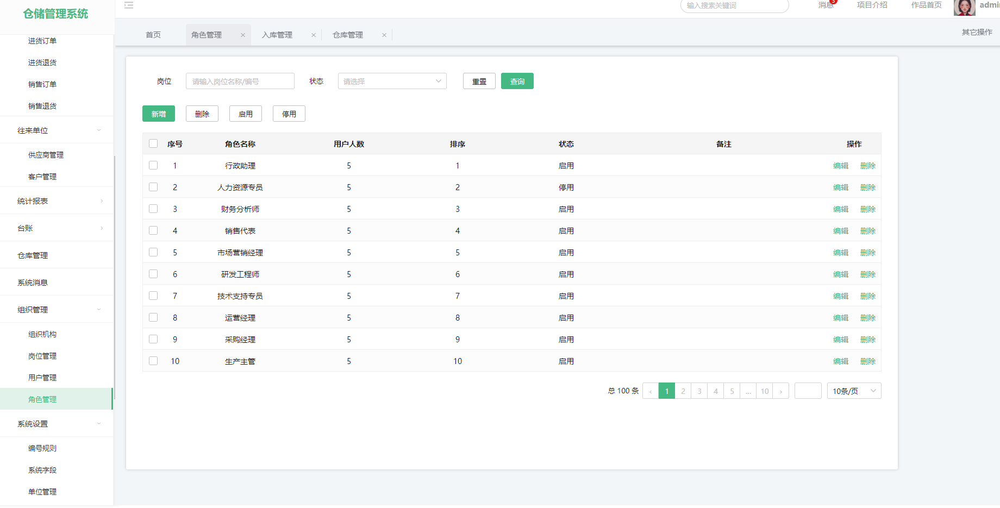 仓储管理系统
输入搜索关键词
消息
3
项目介绍
作品首页
首页
角色管理
入库管理
仓库管理
其它操作
进货订单
进货退货
销售订单
销售退货
往来单位
供应商管理
客户管理
统计报表
台账
仓库管理
系统消息
组织管理
组织机构
岗位管理
用户管理
角色管理
系统设置
编号规则
系统字段
单位管理
岗位 请输入岗位名称/编号 状态 请选择 重置 查询
新增 删除 启用 停用
序号 角色名称 用户人数 排序 状态 备注 操作
1 行政助理 5 1 启用 编辑 删除
2 人力资源专员 5 2 停用 编辑 删除
3 财务分析师 5 3 启用 编辑 删除
4 销售代表 5 4 启用 编辑 删除
5 市场营销经理 5 5 启用 编辑 删除
6 研发工程师 5 6 启用 编辑 删除
7 技术支持专员 5 7 启用 编辑 删除
8 运营经理 5 8 启用 编辑 删除
9 采购经理 5 9 启用 编辑 删除
10 生产主管 5 10 启用 编辑 删除
总 100 条 ‹ 1 2 3 4 5 ... 10 › 10条/页